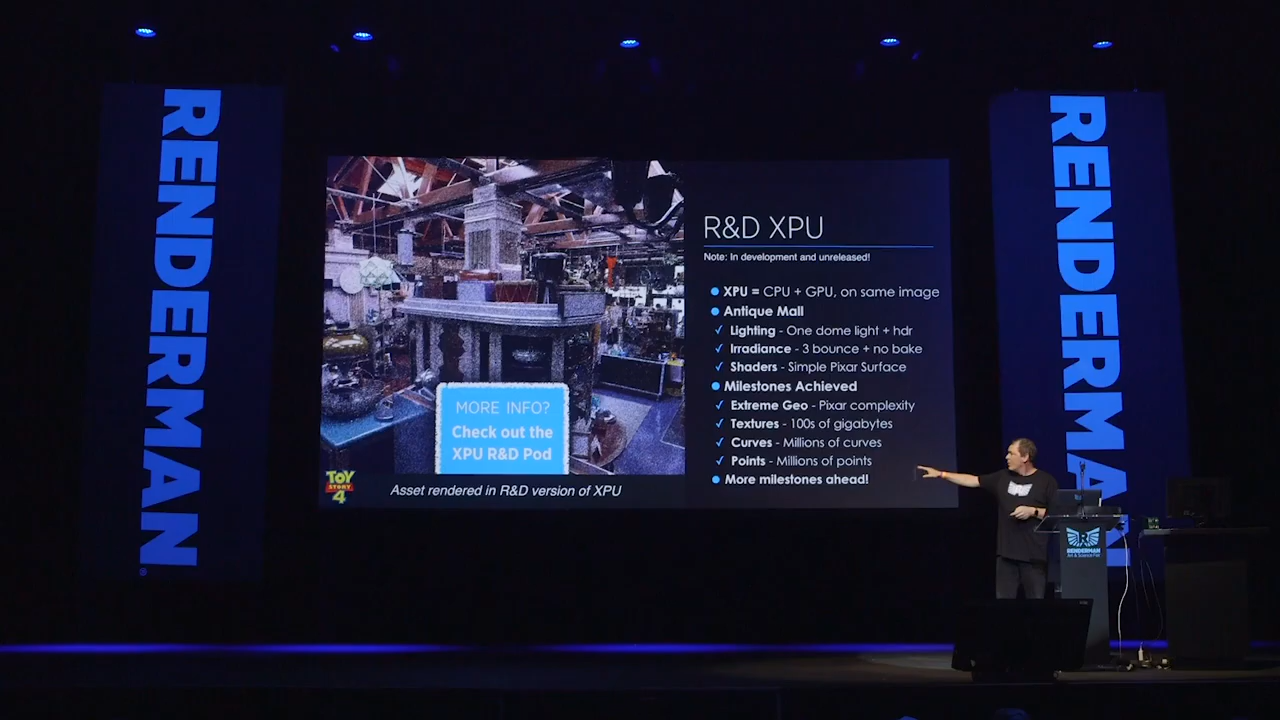 RENDERMAN®
MORE INFO?
Check out the
XPU R&D Pod
TOY
STORY
4
Asset rendered in R&D version of XPU
R&D XPU
Note: In development and unreleased!
XPU = CPU + GPU, on same image
Antique Mall
✓ Lighting - One dome light + hdr
✓ Irradiance - 3 bounce + no bake
✓ Shaders - Simple Pixar Surface
Milestones Achieved
✓ Extreme Geo - Pixar complexity
✓ Textures - 100s of gigabytes
✓ Curves - Millions of curves
✓ Points - Millions of points
More milestones ahead!
RENDERMAN
R
RENDERMAN
Art & Science Fair